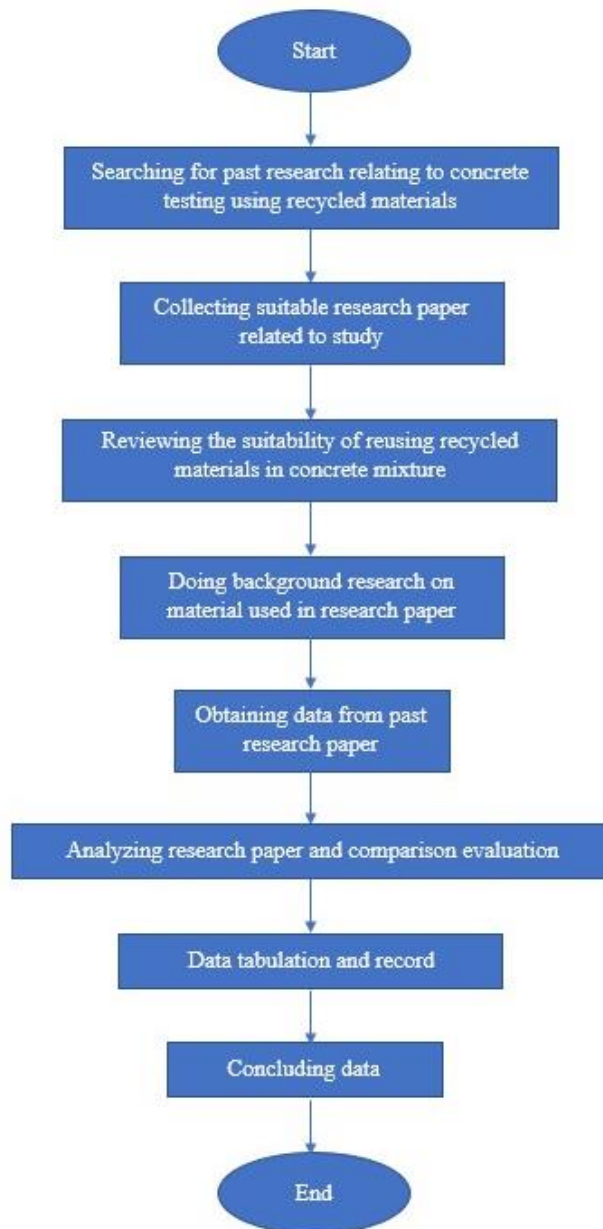 Start
Searching for past research relating to concrete
testing using recycled materials
Collecting suitable research paper
related to study
Reviewing the suitability of reusing recycled
materials in concrete mixture
Doing background research on
material used in research paper
Obtaining data from past
research paper
Analyzing research paper and comparison evaluation
Data tabulation and record
Concluding data
End